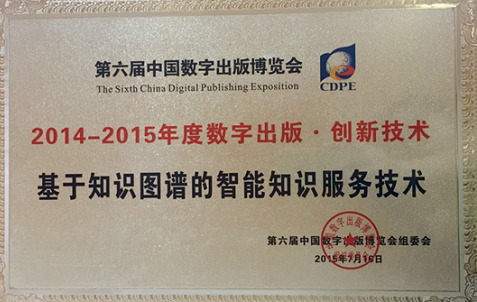 第六届中国数字出版博览会
The Sixth China Digital Publishing Exposition
CDPE
2014-2015年度数字出版·创新技术
基于知识图谱的智能知识服务技术
第六届中国数字出版博览会组委会
2015年7月16日